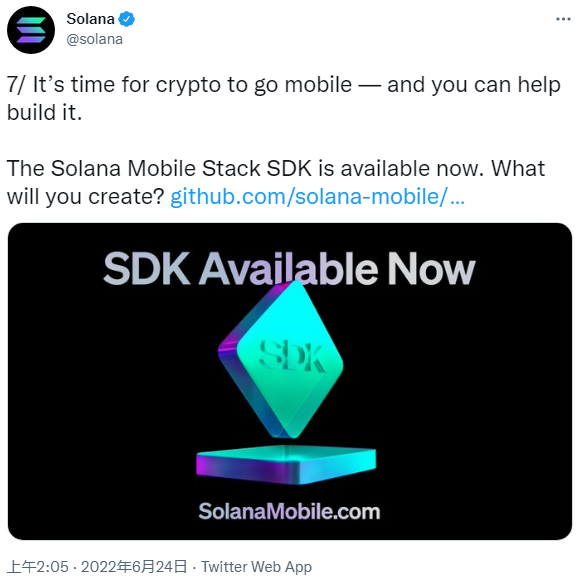 Solana
@solana
7/ It’s time for crypto to go mobile — and you can help
build it.
The Solana Mobile Stack SDK is available now. What
will you create? github.com/solana-mobile/...
SDK Available Now
SDK
SolanaMobile.com
上午2:05 · 2022年6月24日 · Twitter Web App